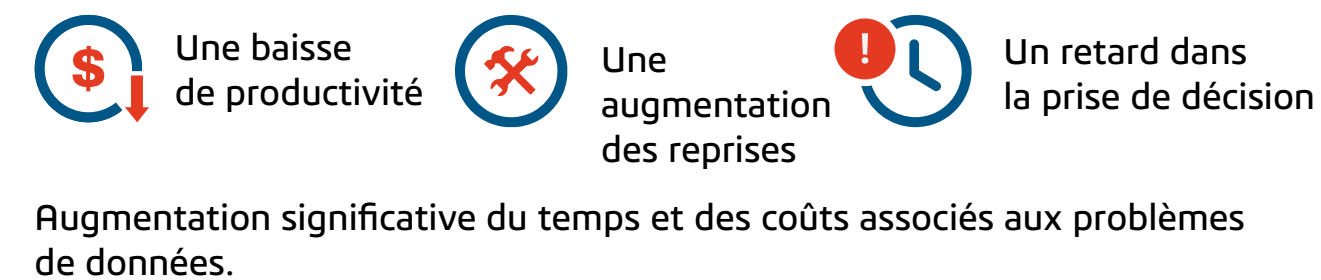 $
Une baisse
de productivité
Une
augmentation
des reprises
!
Un retard dans
la prise de décision
Augmentation significative du temps et des coûts associés aux problèmes
de données.